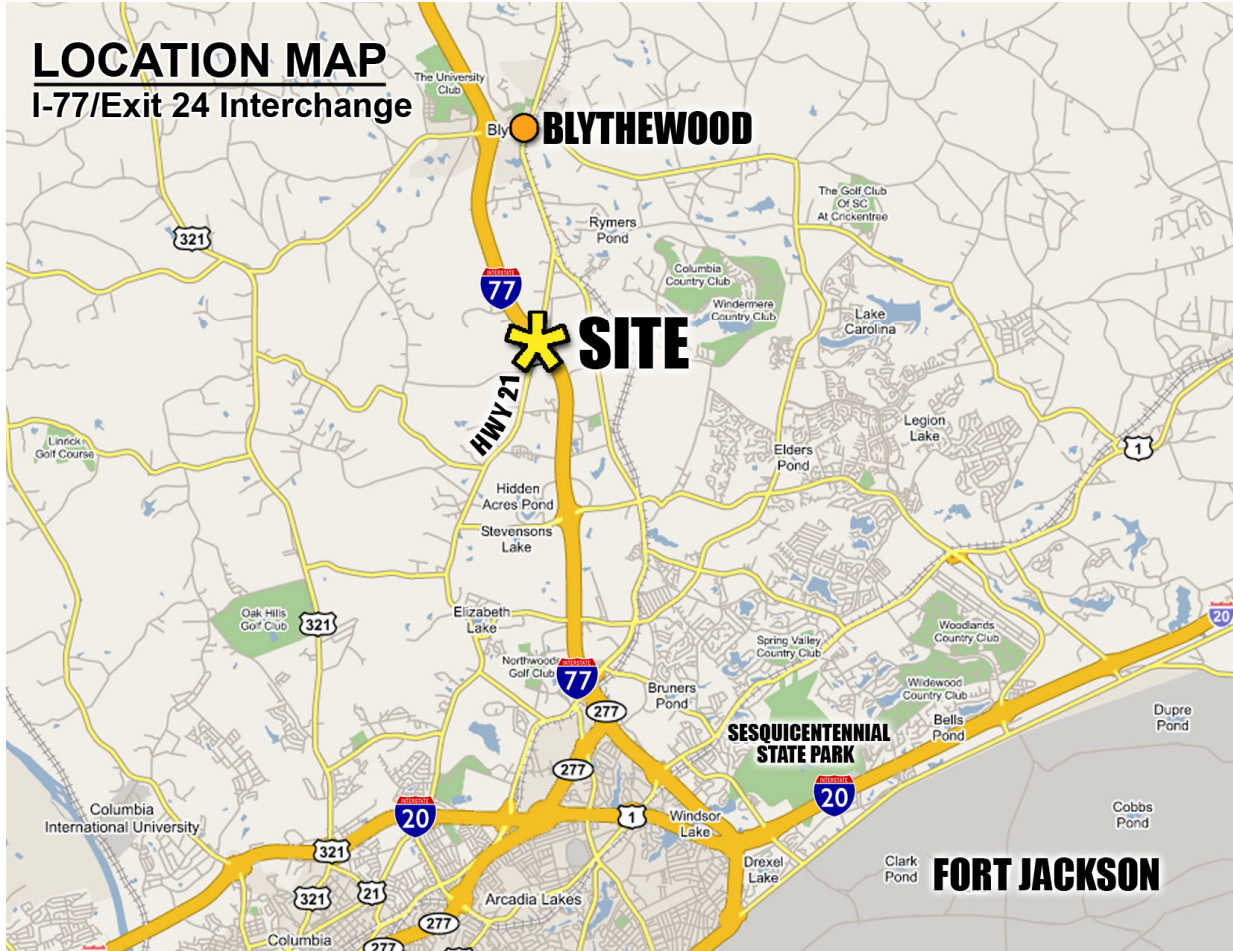 LOCATION MAP
I-77/Exit 24 Interchange
The University
Club
Bly
BLYTHEWOOD
The Golf Club
Of SC
At Crickentree
321
Rymers
Pond
Columbia
Country Club
INTERSTATE
77
Windermere
Country Club
Lake
Carolina
SITE
HWY 21
Linrick
Golf Course
Legion
Lake
Elders
Pond
1
Hidden
Acres Pond
Stevensons
Lake
Oak Hills
Golf Club
321
Elizabeth
Lake
Woodlands
Country Club
20
Spring Valley
Country Club
Northwoods
Golf Club
INTERSTATE
77
Bruners
Pond
Wildewood
Country Club
277
Bells
Pond
Dupre
Pond
SESQUICENTENNIAL
STATE PARK
277
INTERSTATE
20
INTERSTATE
20
Columbia
International University
1
Windsor
Lake
Cobbs
Pond
321
Drexel
Lake
Clark
Pond
FORT JACKSON
321
21
Arcadia Lakes
277
Columbia
277